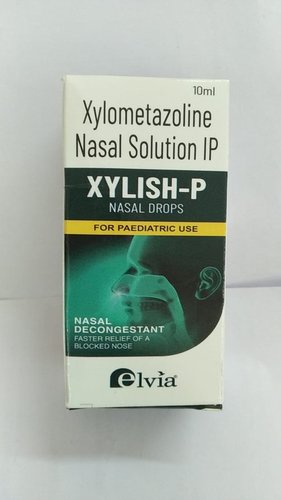 10ml
Xylometazoline
Nasal Solution IP
XYLISH-P
NASAL DROPS
FOR PAEDIATRIC USE
NASAL
DECONGESTANT
FASTER RELIEF OF A
BLOCKED NOSE
elvia®